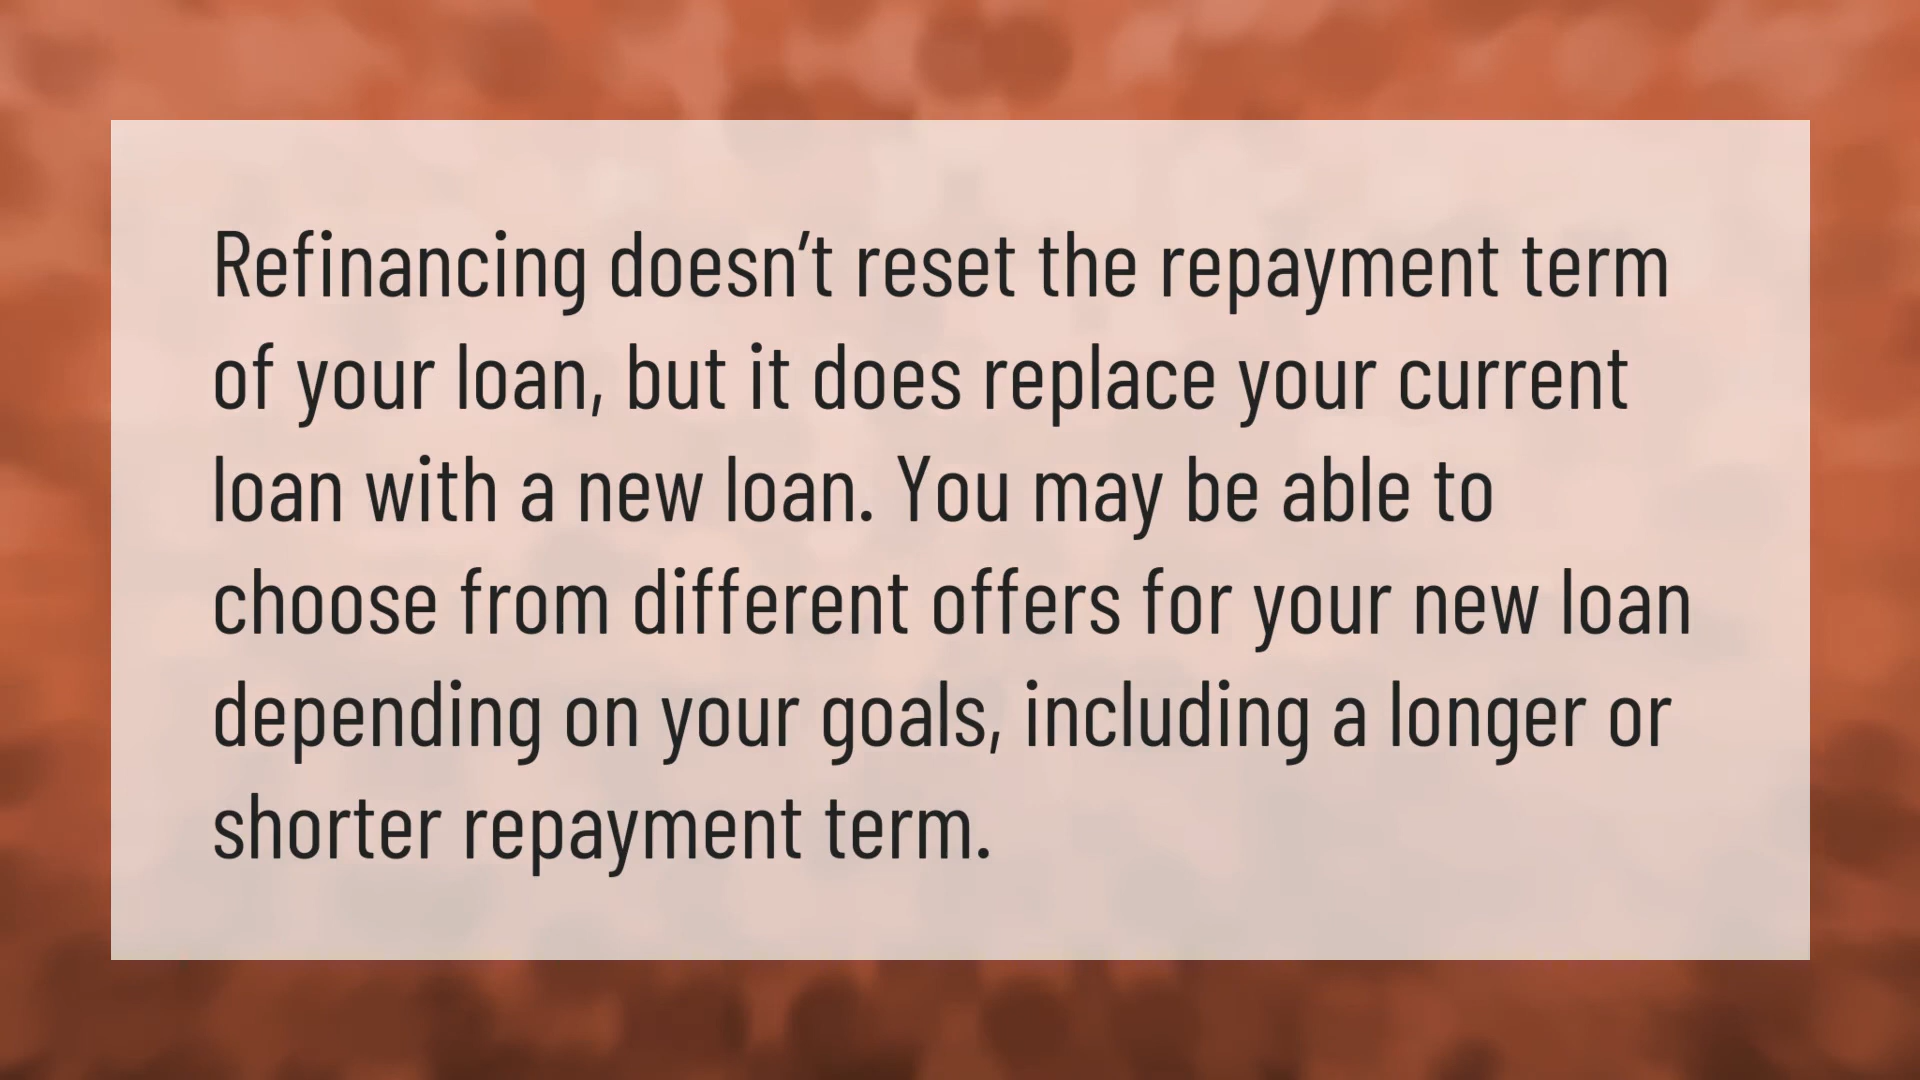 Refinancing doesn’t reset the repayment term
of your loan, but it does replace your current
loan with a new loan. You may be able to
choose from different offers for your new loan
depending on your goals, including a longer or
shorter repayment term.